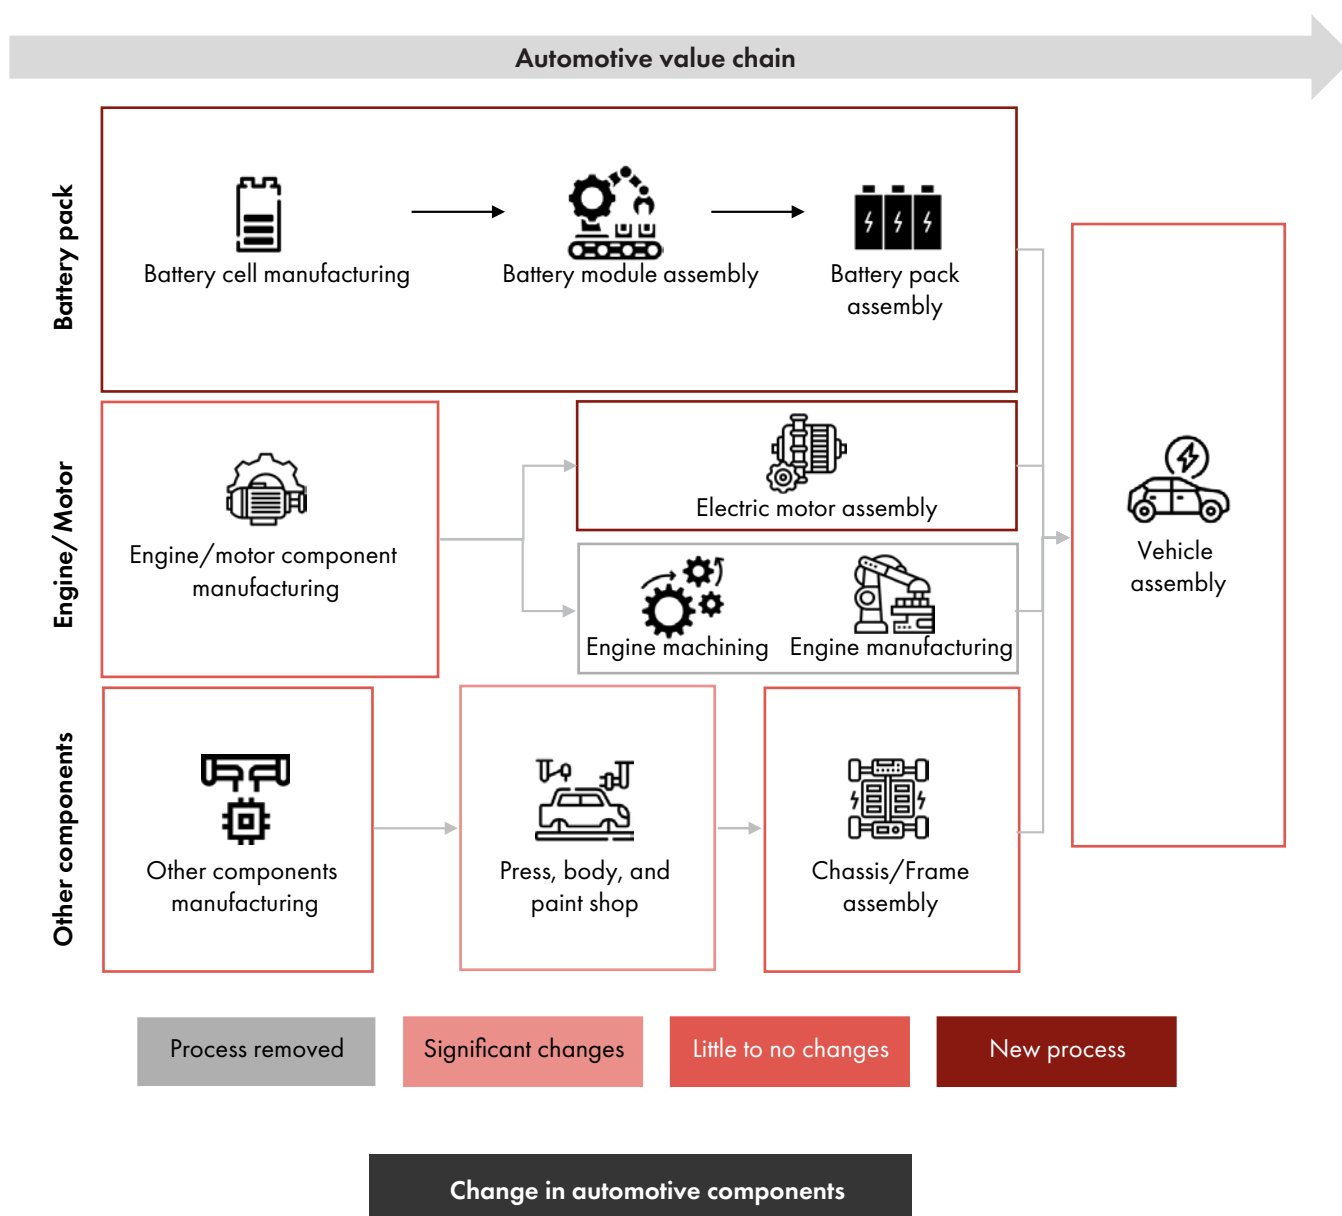 Automotive value chain
Battery pack
Battery cell manufacturing
Battery module assembly
Battery pack
assembly
Engine/Motor
Engine/motor component
manufacturing
Electric motor assembly
Engine machining
Engine manufacturing
Vehicle
assembly
Other components
Other components
manufacturing
Press, body, and
paint shop
Chassis/Frame
assembly
Process removed
Significant changes
Little to no changes
New process
Change in automotive components